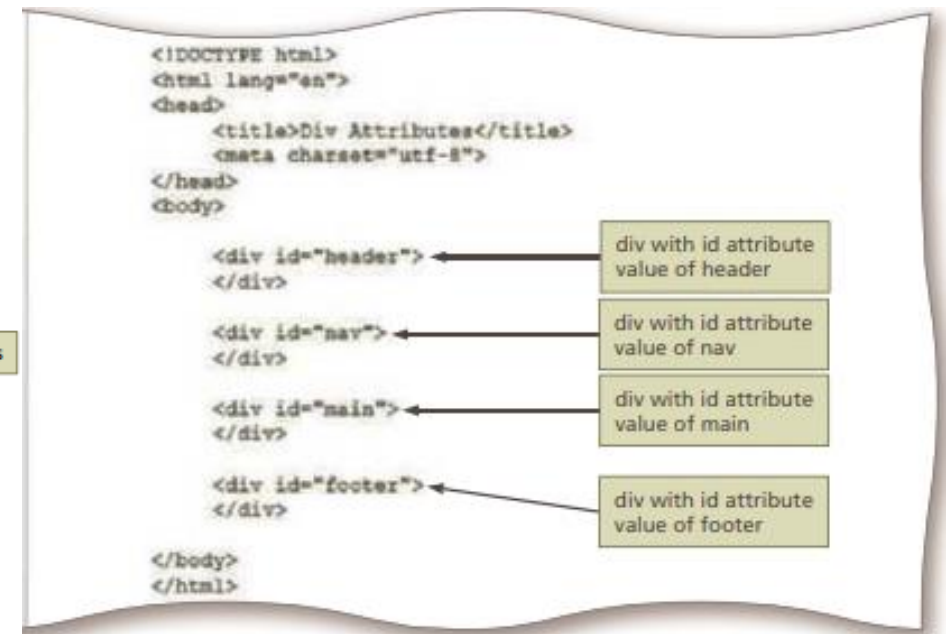 <!DOCTYPE html>
<html lang="en">
<head>
<title>Div Attributes</title>
<meta charset="utf-8">
</head>
<body>
<div id="header">
</div>
<div id="nav">
</div>
<div id="main">
</div>
<div id="footer">
</div>
</body>
</html>
div with id attribute
value of header
div with id attribute
value of nav
div with id attribute
value of main
div with id attribute
value of footer
s